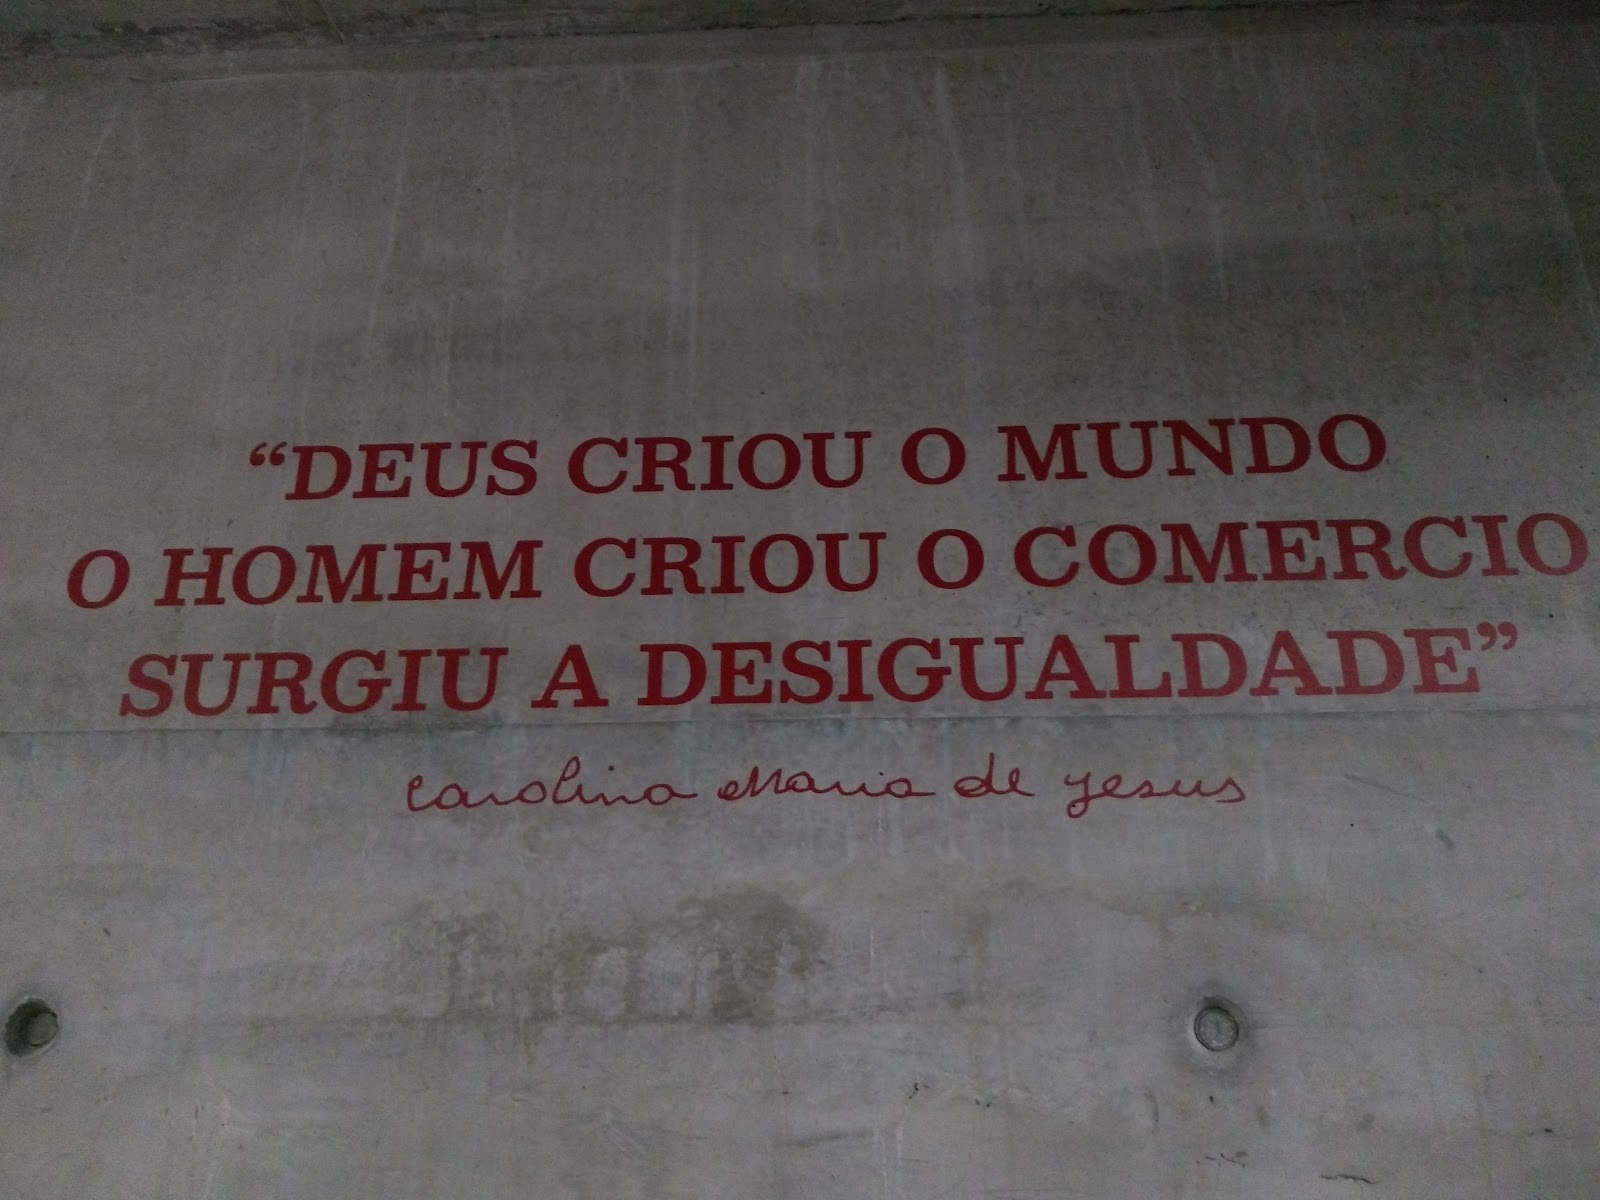 “DEUS CRIOU O MUNDO
O HOMEM CRIOU O COMERCIO
SURGIU A DESIGUALDADE”
Carolina Maria de Jesus